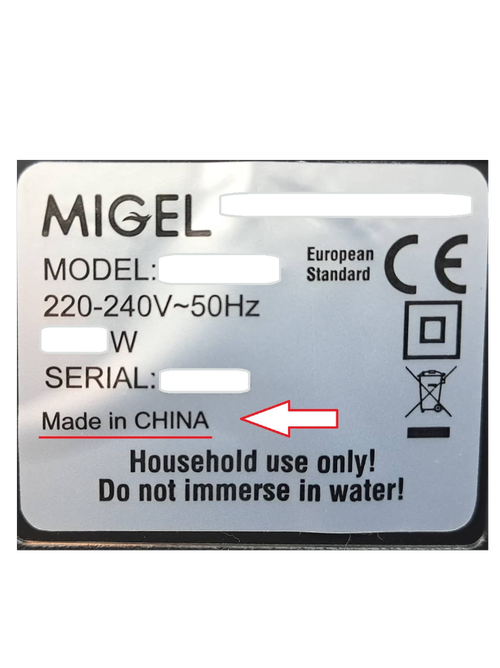 MIGEL
MODEL:
European
Standard
CE
220-240V~50Hz
W
SERIAL:
Made in CHINA
Household use only!
Do not immerse in water!